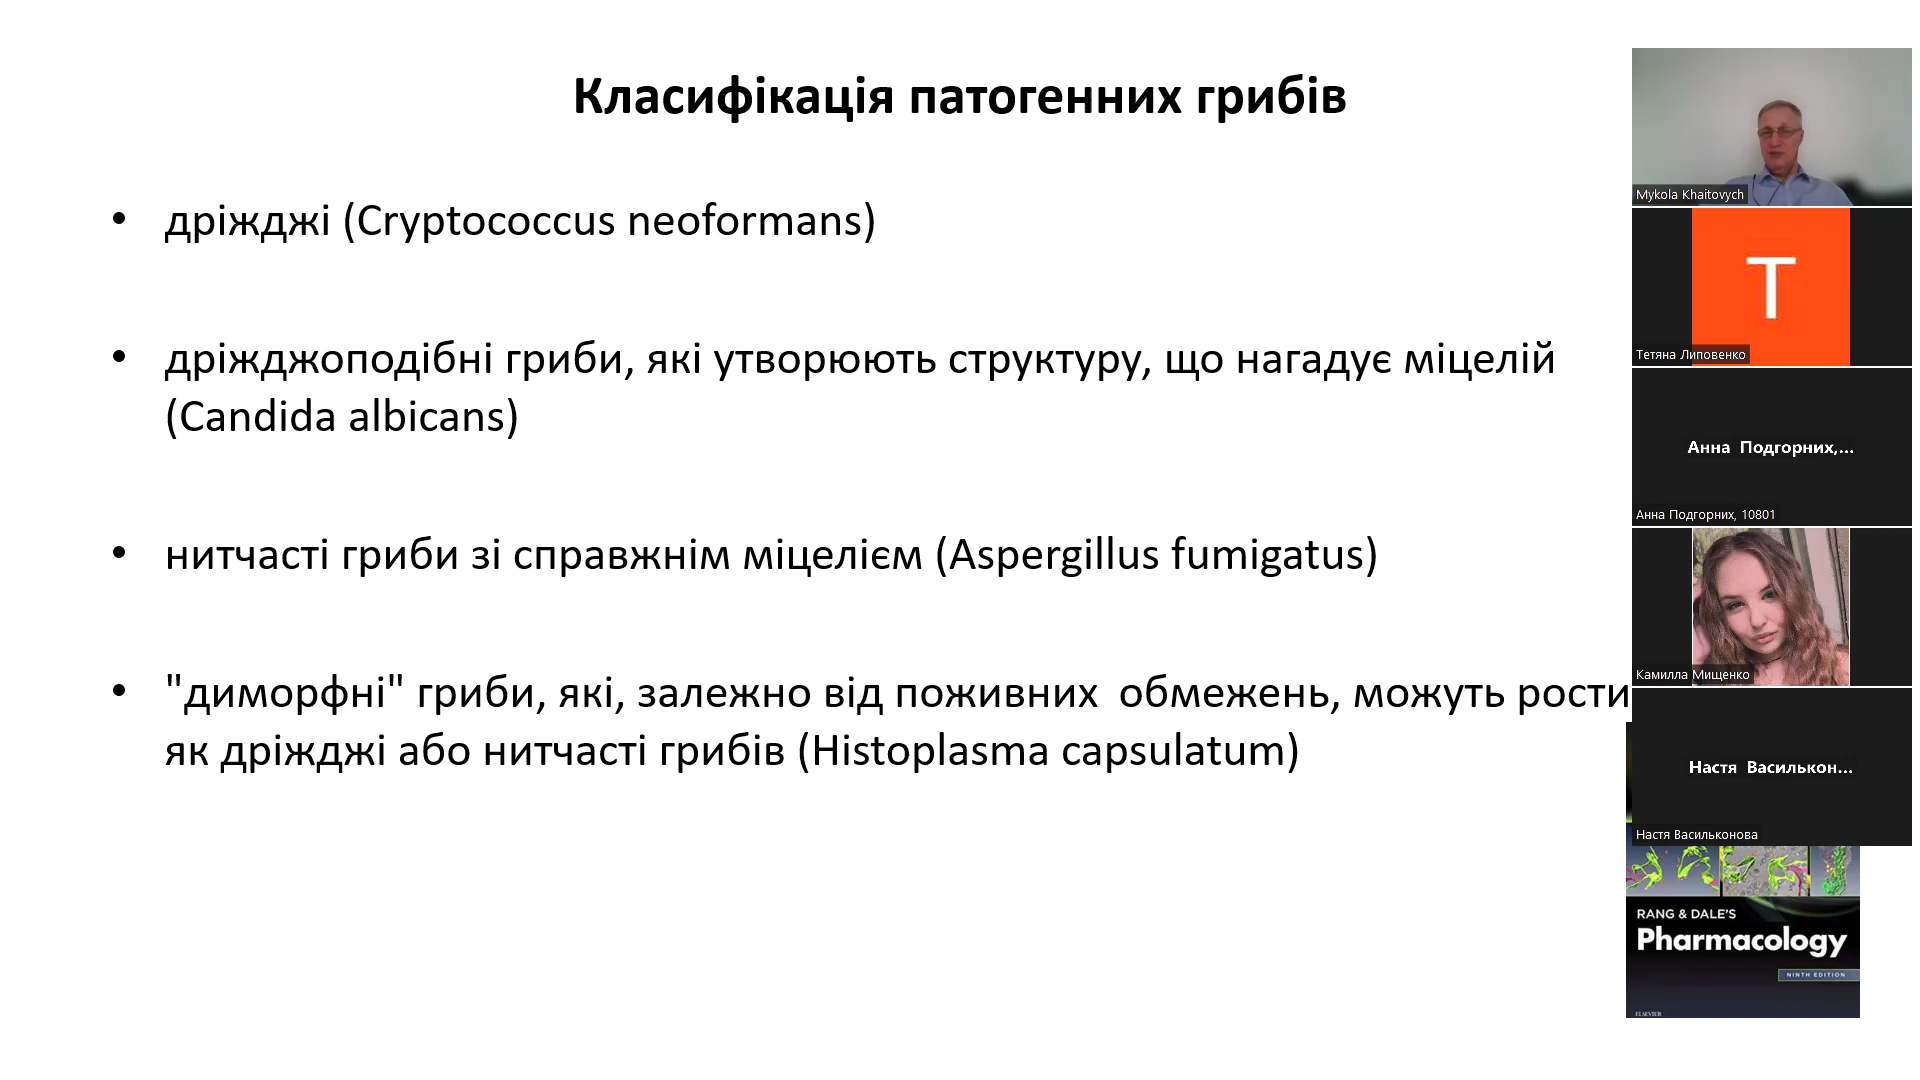 Класифікація патогенних грибів
• дріжджі (Cryptococcus neoformans)
• дріжджоподібні гриби, які утворюють структуру, що нагадує міцелій
(Candida albicans)
• нитчасті гриби зі справжнім міцелієм (Aspergillus fumigatus)
• "диморфні" гриби, які, залежно від поживних  обмежень, можуть рости
як дріжджі або нитчасті грибів (Histoplasma capsulatum)
Mykola Khaitovych
T
Тетяна Липовенко
Анна Подгорних,...
Анна Подгорних, 10801
Камилла Мищенко
Настя Василькон...
Настя Васильконова
RANG & DALE'S
Pharmacology
NINTH EDITION
ELSEVIER